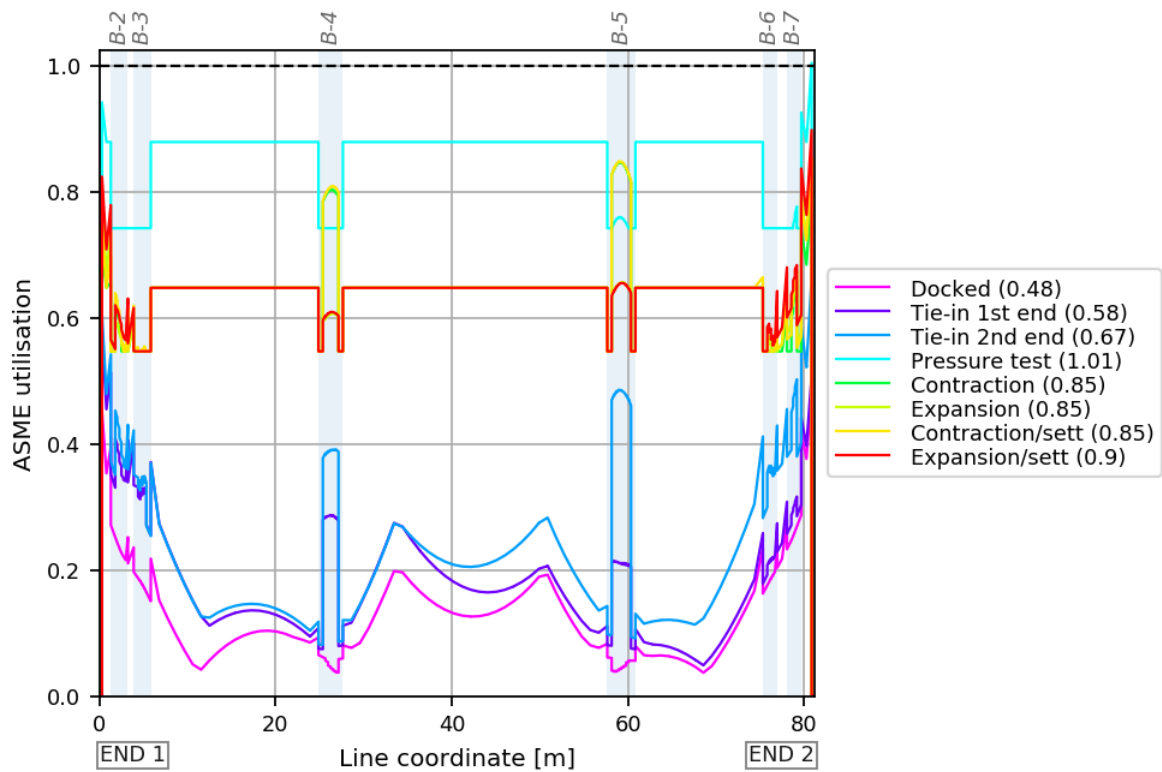 B-2
B-3
B-4
B-5
B-6
B-7
1.0
0.8
0.6
0.4
0.2
0.0
ASME utilisation
0
20
40
60
80
END 1
Line coordinate [m]
END 2
Docked (0.48)
Tie-in 1st end (0.58)
Tie-in 2nd end (0.67)
Pressure test (1.01)
Contraction (0.85)
Expansion (0.85)
Contraction/sett (0.85)
Expansion/sett (0.9)